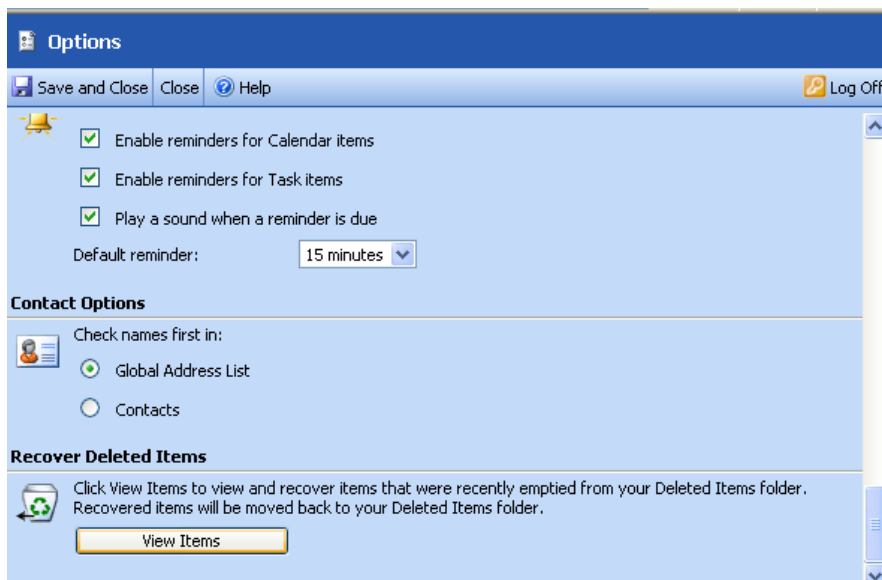 Options
Save and Close Close Help Log Off
Enable reminders for Calendar items
Enable reminders for Task items
Play a sound when a reminder is due
Default reminder: 15 minutes
Contact Options
Check names first in:
Global Address List
Contacts
Recover Deleted Items
Click View Items to view and recover items that were recently emptied from your Deleted Items folder.
Recovered items will be moved back to your Deleted Items folder.
View Items